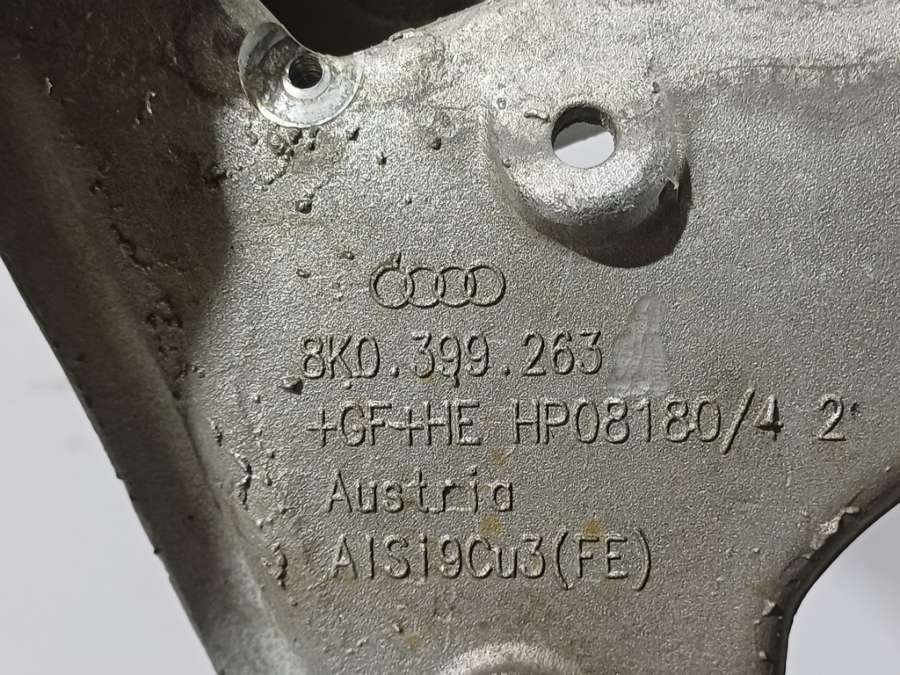 8K0.399.263
+GF+HE HP08180/4 2
Austria
AlSi9Cu3(FE)